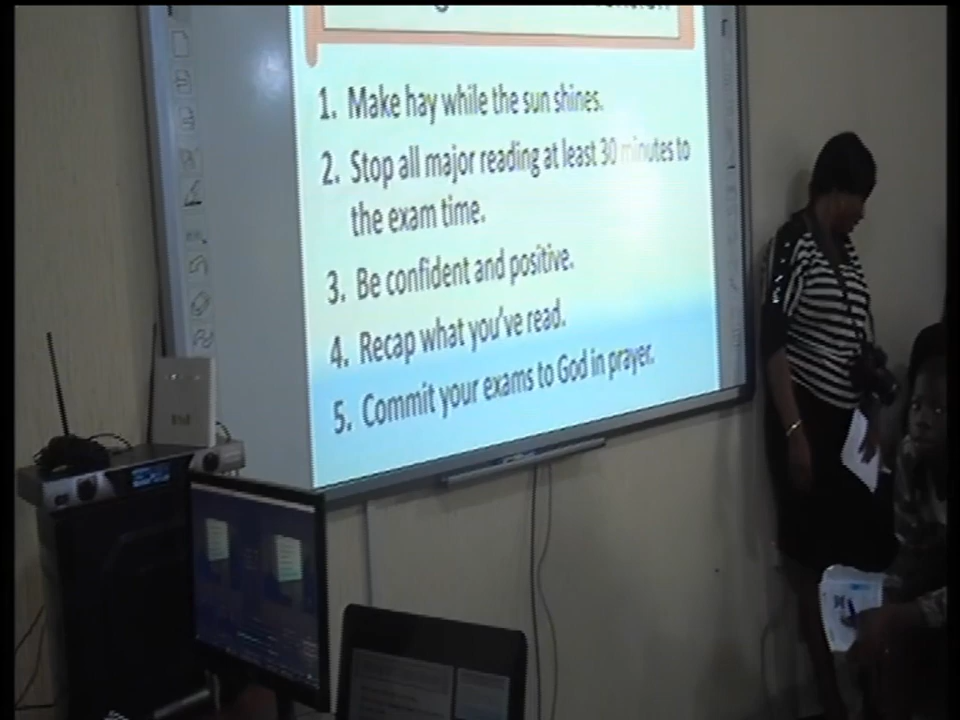 1. Make hay while the sun shines.
2. Stop all major reading at least 30 minutes to
the exam time.
3. Be confident and positive.
4. Recap what you've read.
5. Commit your exams to God in prayer.